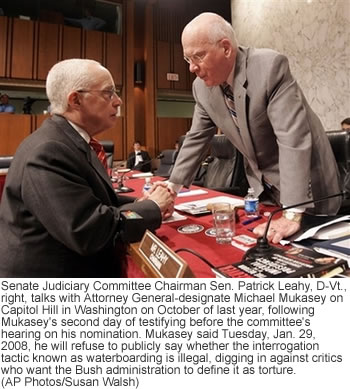 MR. LEAHY
CHAIRMAN
Senate Judiciary Committee Chairman Sen. Patrick Leahy, D-Vt.,
right, talks with Attorney General-designate Michael Mukasey on
Capitol Hill in Washington on October of last year, following
Mukasey's second day of testifying before the committee's
hearing on his nomination. Mukasey said Tuesday, Jan. 29,
2008, he will refuse to publicly say whether the interrogation
tactic known as waterboarding is illegal, digging in against critics
who want the Bush administration to define it as torture.
(AP Photos/Susan Walsh)